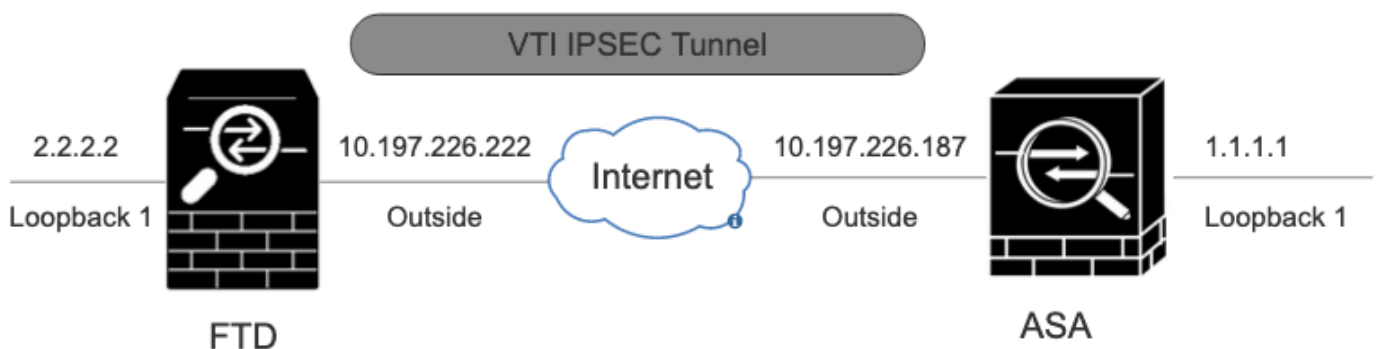 VTI IPSEC Tunnel
2.2.2.2
10.197.226.222
Internet
10.197.226.187
1.1.1.1
Loopback 1
Outside
Outside
Loopback 1
FTD
ASA